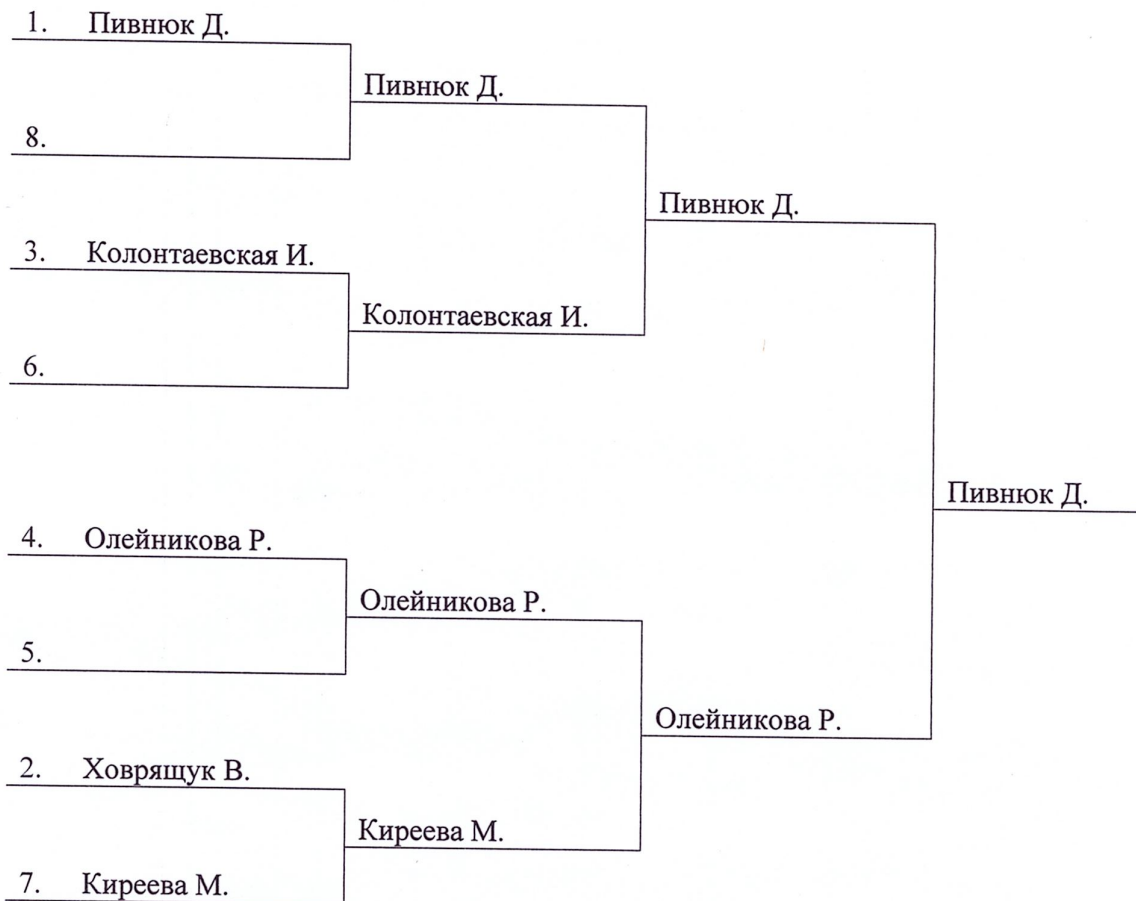 1. Пивнюк Д.
Пивнюк Д.
8.
Пивнюк Д.
3. Колонтаевская И.
Колонтаевская И.
6.
Пивнюк Д.
4. Олейникова Р.
Олейникова Р.
5.
Олейникова Р.
2. Ховрящук В.
Киреева М.
7. Киреева М.